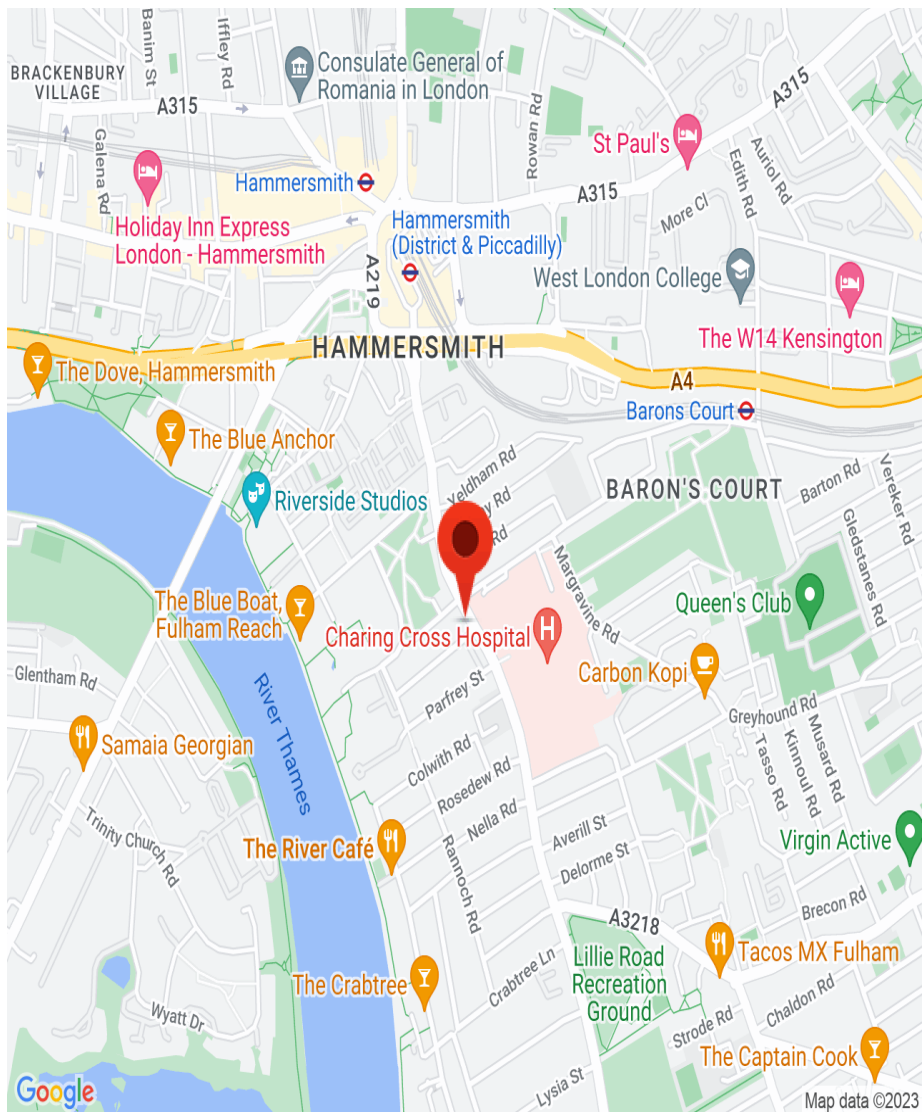 Banim St
Iffley Rd
Consulate General of
Romania in London
BRACKENBURY
VILLAGE
A315
A315
Rowan Rd
St Paul's
Auriol Rd
Edith Rd
Galena Rd
Hammersmith
A315
More Cl
Holiday Inn Express
London - Hammersmith
Hammersmith
(District & Piccadilly)
A219
West London College
The W14 Kensington
HAMMERSMITH
The Dove, Hammersmith
A4
Barons Court
The Blue Anchor
Yeldham Rd
BARON'S COURT
Barton Rd
Vereker Rd
Riverside Studios
Rd
Rd
Gledstanes Rd
Margravine Rd
The Blue Boat,
Fulham Reach
Queen's Club
Charing Cross Hospital
H
Carbon Kopi
Glentham Rd
River Thames
Parfrey St
Greyhound Rd
Musard Rd
Kinnoul Rd
Tasso Rd
Samaia Georgian
Colwith Rd
Rosedew Rd
Nella Rd
Trinity Church Rd
The River Café
Averill St
Virgin Active
Delorme St
Rannoch Rd
Brecon Rd
A3218
Tacos MX Fulham
Lillie Road
Recreation
Ground
Crabtree Ln
The Crabtree
Chaldon Rd
Wyatt Dr
Strode Rd
The Captain Cook
Lysia St
Google
Map data ©2023